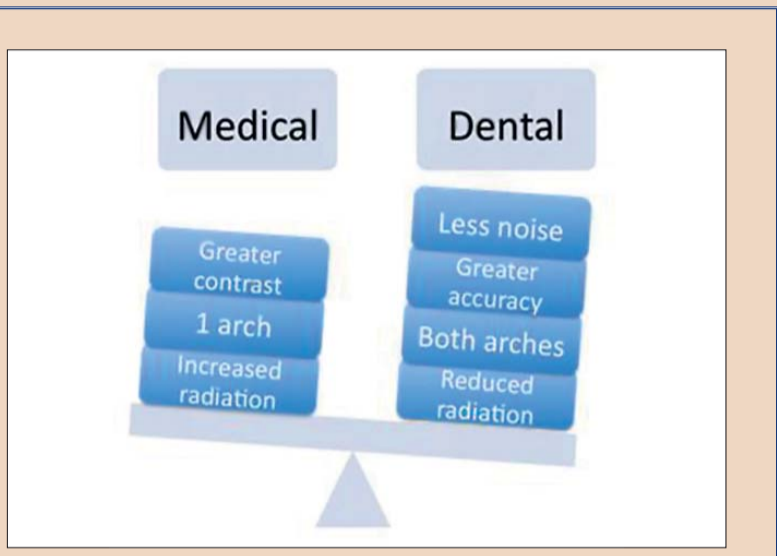 Medical
Dental
Greater
contrast
1 arch
Increased
radiation
Less noise
Greater
accuracy
Both arches
Reduced
radiation